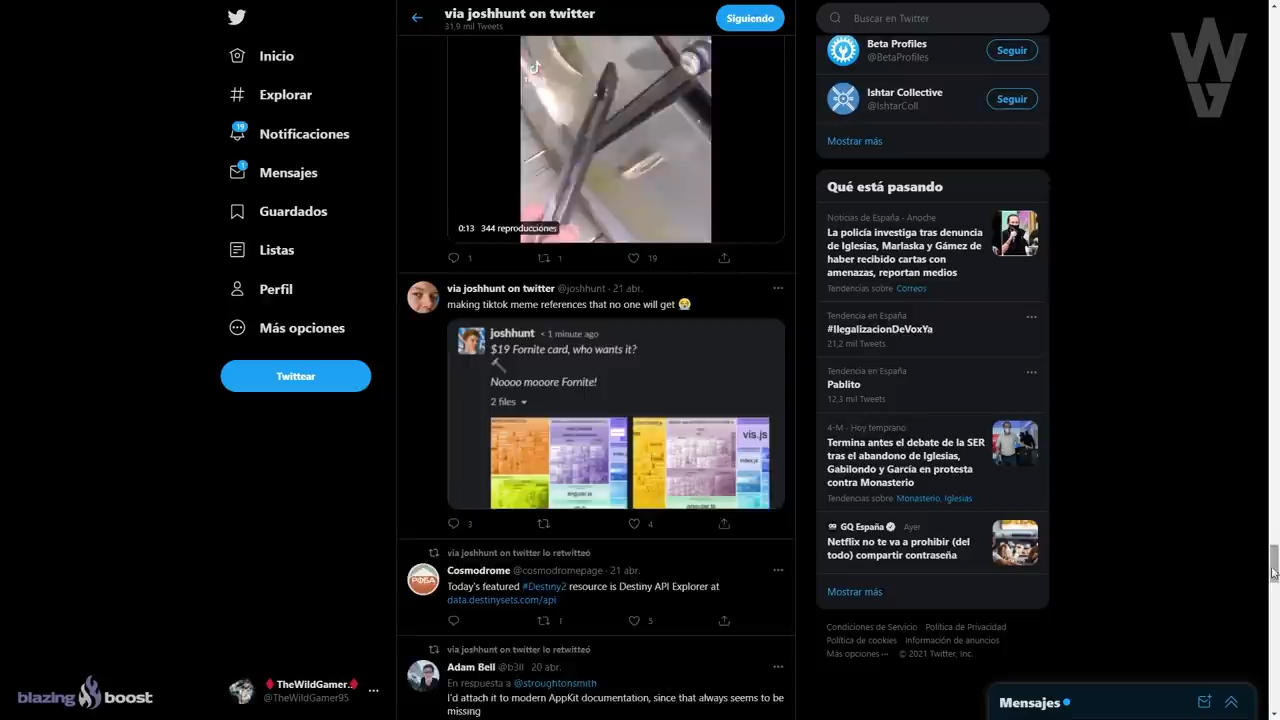 via joshhunt on twitter
31,9 mil Tweets
Siguiendo
Buscar en Twitter
Inicio
Explorar
19
Notificaciones
1
Mensajes
Guardados
Listas
Perfil
Más opciones
Twittear
blazing boost
TheWildGamer.
@TheWildGamer95
0:13 344 reproducciones
1 1 19
via joshhunt on twitter @joshhunt · 21 abr.
making tiktok meme references that no one will get 😭
joshhunt < 1 minute ago
$19 Fornite card, who wants it?
Noooo mooore Fornite!
2 files
vis.js
3 4
via joshhunt on twitter lo retwitteó
Cosmodrome @cosmodromepage · 21 abr.
Today's featured #Destiny2 resource is Destiny API Explorer at
data.destinysets.com/api
1 5
via joshhunt on twitter lo retwitteó
Adam Bell @b3ll · 20 abr.
En respuesta a @stroughtonsmith
I'd attach it to modern AppKit documentation, since that always seems to be
missing
Beta Profiles
@BetaProfiles
Seguir
Ishtar Collective
@IshtarColl
Seguir
Mostrar más
Qué está pasando
Noticias de España · Anoche
La policía investiga tras denuncia
de Iglesias, Marlaska y Gámez de
haber recibido cartas con
amenazas, reportan medios
Tendencias sobre Correos
Tendencia en España
#IlegalizacionDeVoxYa
21,2 mil Tweets
Tendencia en España
Pablito
12,3 mil Tweets
4-M · Hoy temprano
Termina antes el debate de la SER
tras el abandono de Iglesias,
Gabilondo y García en protesta
contra Monasterio
Tendencias sobre Monasterio, Iglesias
GQ España Ayer
Netflix no te va a prohibir (del
todo) compartir contraseña
Mostrar más
Condiciones de Servicio Política de Privacidad
Política de cookies Información de anuncios
Más opciones ··· © 2021 Twitter, Inc.
Mensajes